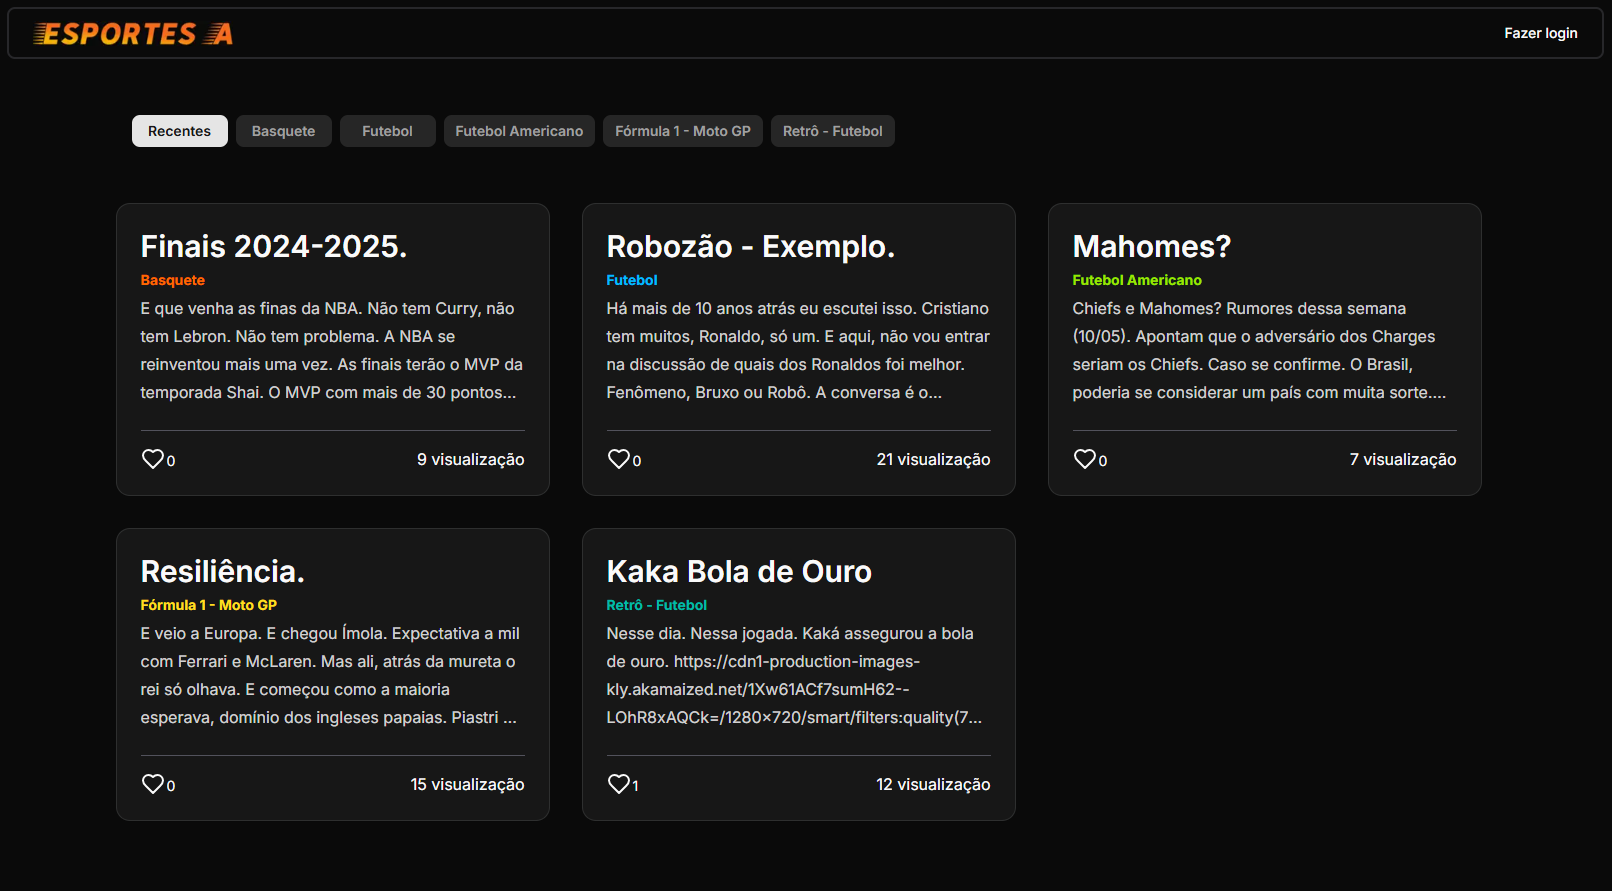 ESPORTES A
Fazer login
Recentes
Basquete
Futebol
Futebol Americano
Fórmula 1 - Moto GP
Retrô - Futebol
Finais 2024-2025.
Basquete
E que venha as finas da NBA. Não tem Curry, não
tem Lebron. Não tem problema. A NBA se
reinventou mais uma vez. As finais terão o MVP da
temporada Shai. O MVP com mais de 30 pontos...
0
9 visualização
Robozão - Exemplo.
Futebol
Há mais de 10 anos atrás eu escutei isso. Cristiano
tem muitos, Ronaldo, só um. E aqui, não vou entrar
na discussão de quais dos Ronaldos foi melhor.
Fenômeno, Bruxo ou Robô. A conversa é o...
0
21 visualização
Mahomes?
Futebol Americano
Chiefs e Mahomes? Rumores dessa semana
(10/05). Apontam que o adversário dos Charges
seriam os Chiefs. Caso se confirme. O Brasil,
poderia se considerar um país com muita sorte....
0
7 visualização
Resiliência.
Fórmula 1 - Moto GP
E veio a Europa. E chegou Ímola. Expectativa a mil
com Ferrari e McLaren. Mas ali, atrás da mureta o
rei só olhava. E começou como a maioria
esperava, domínio dos ingleses papaias. Piastri ...
0
15 visualização
Kaka Bola de Ouro
Retrô - Futebol
Nesse dia. Nessa jogada. Kaká assegurou a bola
de ouro. https://cdn1-production-images-
kly.akamaized.net/1Xw61ACf7sumH62--
LOhR8xAQCk=/1280×720/smart/filters:quality(7...
1
12 visualização